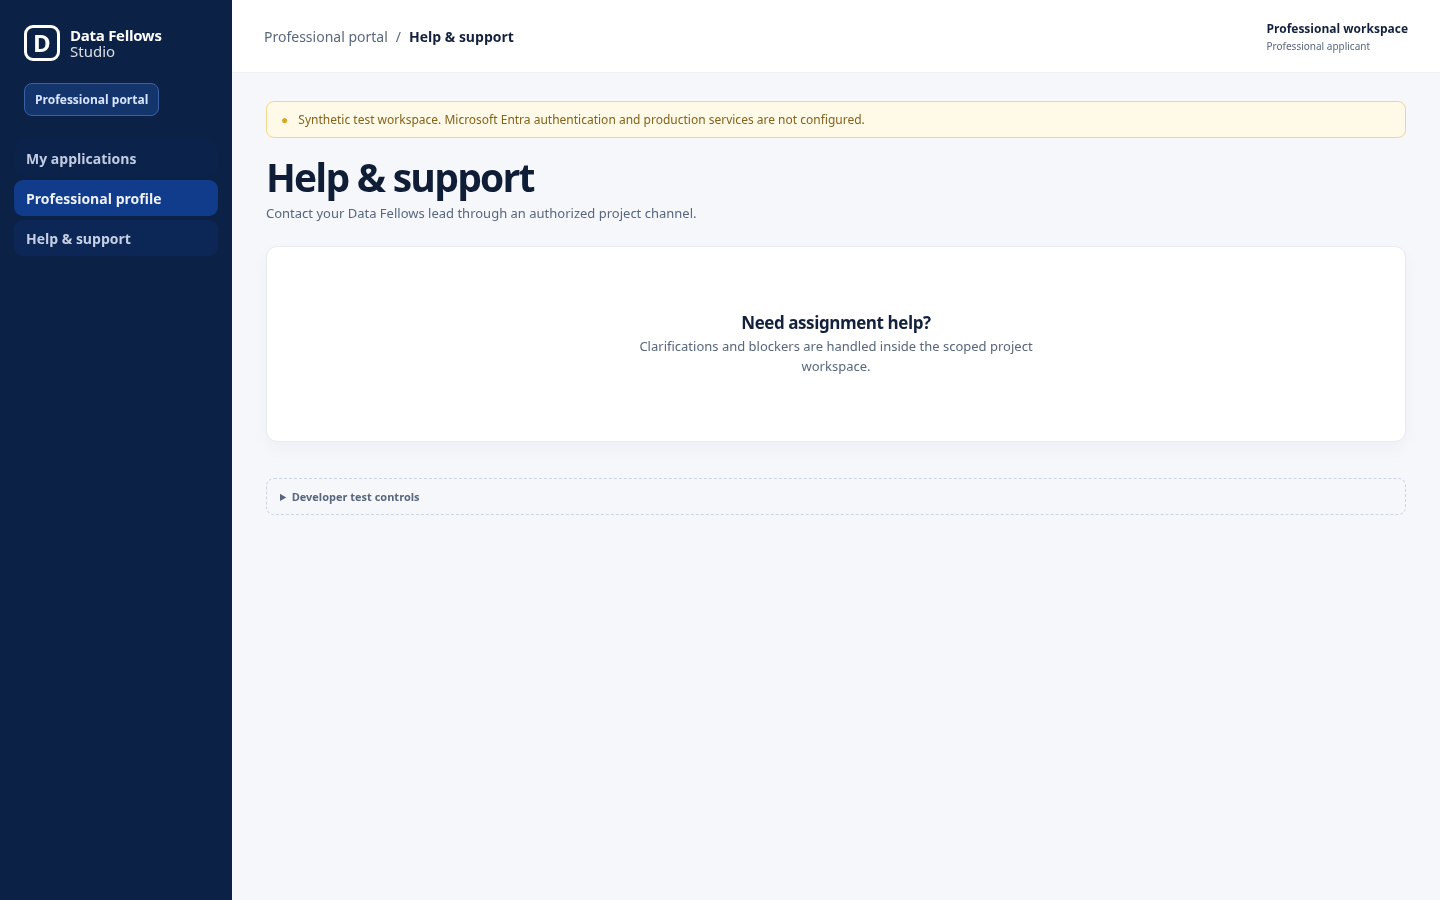 D
Data Fellows
Studio
Professional portal
My applications
Professional profile
Help & support
Professional portal / Help & support
Professional workspace
Professional applicant
Synthetic test workspace. Microsoft Entra authentication and production services are not configured.
Help & support
Contact your Data Fellows lead through an authorized project channel.
Need assignment help?
Clarifications and blockers are handled inside the scoped project
workspace.
Developer test controls